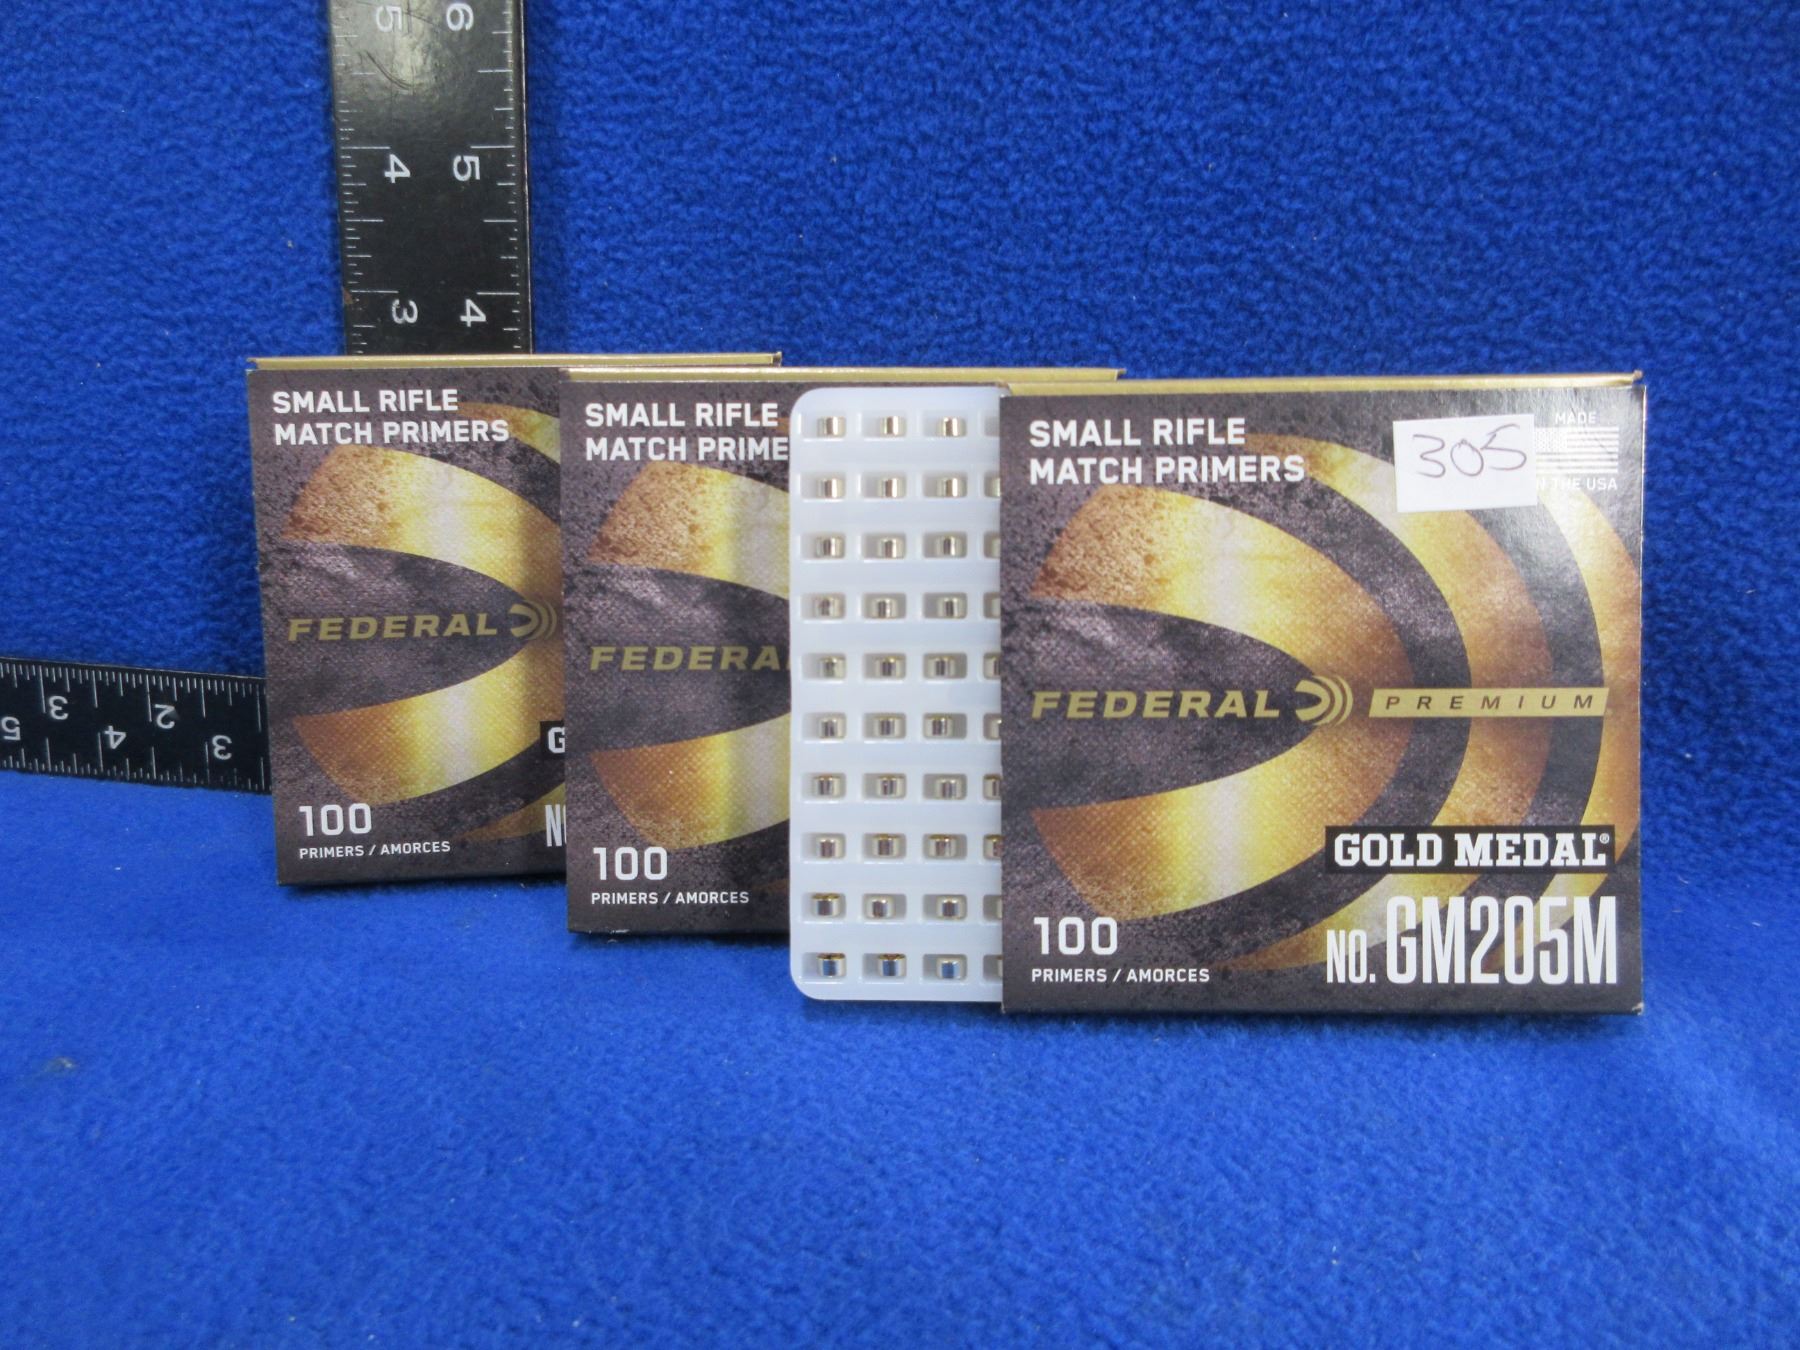 5 6
4 5
3 4
5 3 4 2 3
SMALL RIFLE
MATCH PRIMERS
FEDERAL
G
100
N
PRIMERS / AMORCES
SMALL RIFLE
MATCH PRIME
FEDERA
100
PRIMERS / AMORCES
SMALL RIFLE
MATCH PRIMERS
305
MADE
N THE USA
FEDERAL PREMIUM
GOLD MEDAL®
100
NO. GM205M
PRIMERS / AMORCES